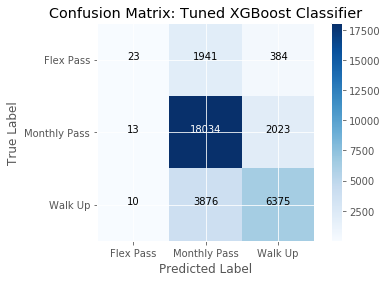 Confusion Matrix: Tuned XGBoost Classifier
17500
15000
12500
10000
7500
5000
2500
True Label
Flex Pass 23 1941 384
Monthly Pass 13 18034 2023
Walk Up 10 3876 6375
Flex Pass Monthly Pass Walk Up
Predicted Label